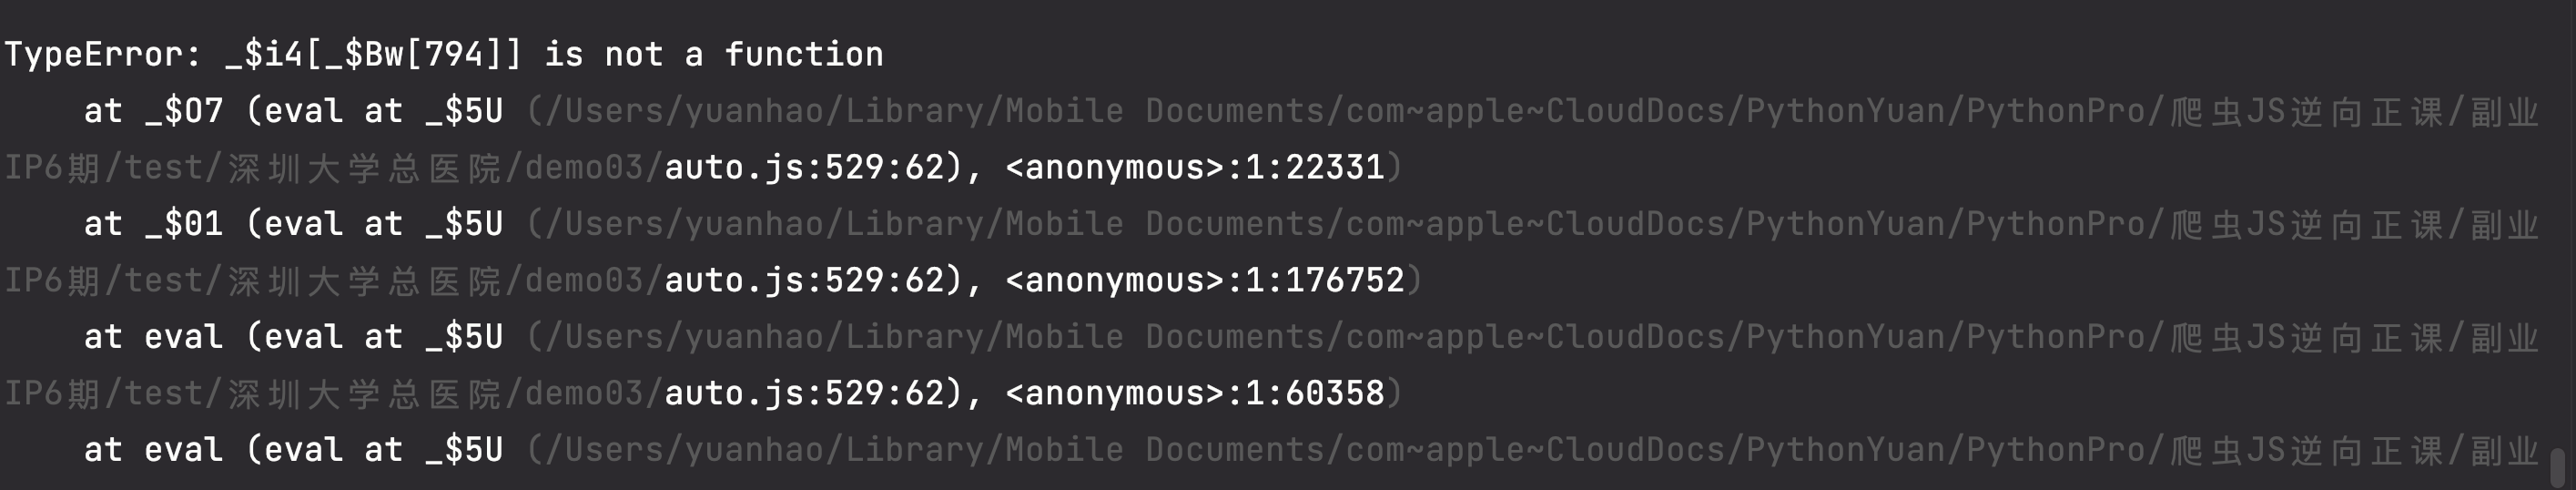 TypeError: _$i4[_$Bw[794]] is not a function
    at _$O7 (eval at _$5U (/Users/yuanhao/Library/Mobile Documents/com~apple~CloudDocs/PythonYuan/PythonPro/爬虫JS逆向正课/副业
IP6期/test/深圳大学总医院/demo03/auto.js:529:62), <anonymous>:1:22331)
    at _$01 (eval at _$5U (/Users/yuanhao/Library/Mobile Documents/com~apple~CloudDocs/PythonYuan/PythonPro/爬虫JS逆向正课/副业
IP6期/test/深圳大学总医院/demo03/auto.js:529:62), <anonymous>:1:176752)
    at eval (eval at _$5U (/Users/yuanhao/Library/Mobile Documents/com~apple~CloudDocs/PythonYuan/PythonPro/爬虫JS逆向正课/副业
IP6期/test/深圳大学总医院/demo03/auto.js:529:62), <anonymous>:1:60358)
    at eval (eval at _$5U (/Users/yuanhao/Library/Mobile Documents/com~apple~CloudDocs/PythonYuan/PythonPro/爬虫JS逆向正课/副业